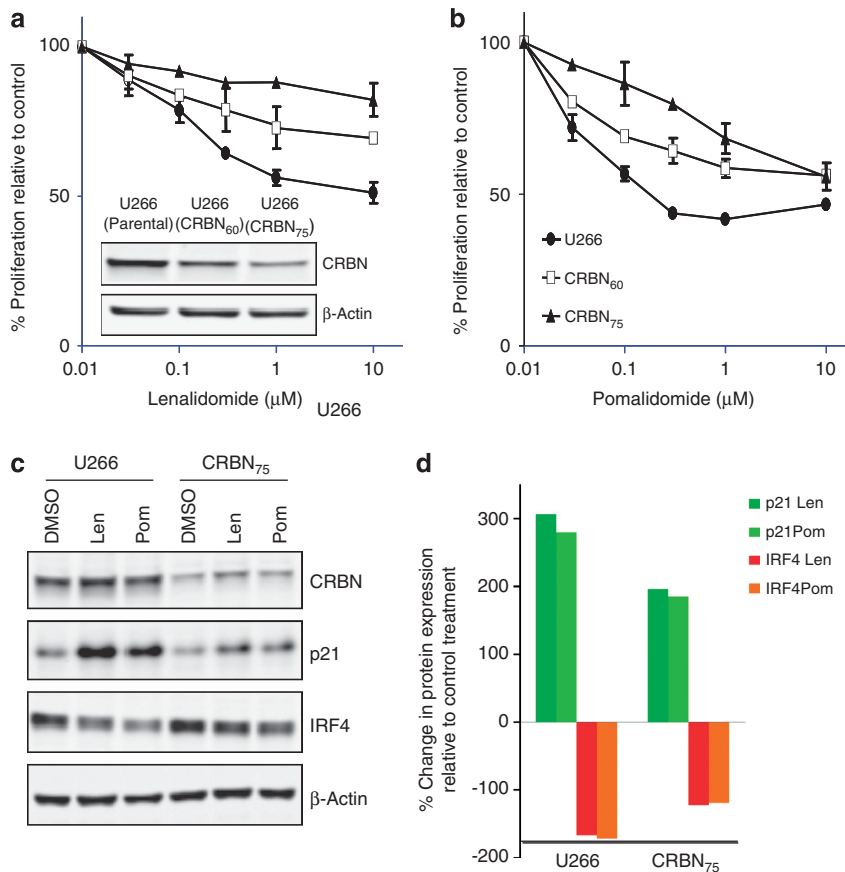 a
% Proliferation relative to control
100
50
0
0.01
0.1
1
10
Lenalidomide (μM)
U266
U266 (Parental)
U266 (CRBN60)
U266 (CRBN75)
CRBN
β-Actin
b
% Proliferation relative to control
100
50
0
U266
CRBN60
CRBN75
0.01
0.1
1
10
Pomalidomide (μM)
c
U266
CRBN75
DMSO
Len
Pom
DMSO
Len
Pom
CRBN
p21
IRF4
β-Actin
d
% Change in protein expression
relative to control treatment
300
200
100
0
-100
-200
U266
CRBN75
p21 Len
p21Pom
IRF4 Len
IRF4Pom